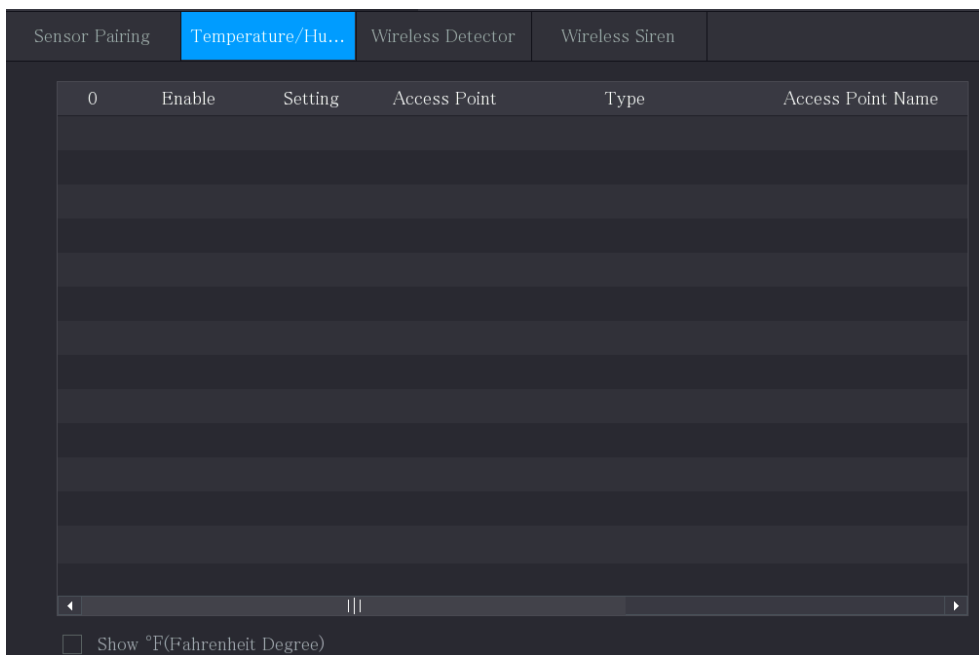 Sensor Pairing Temperature/Hu... Wireless Detector Wireless Siren
0 Enable Setting Access Point Type Access Point Name
Show °F(Fahrenheit Degree)